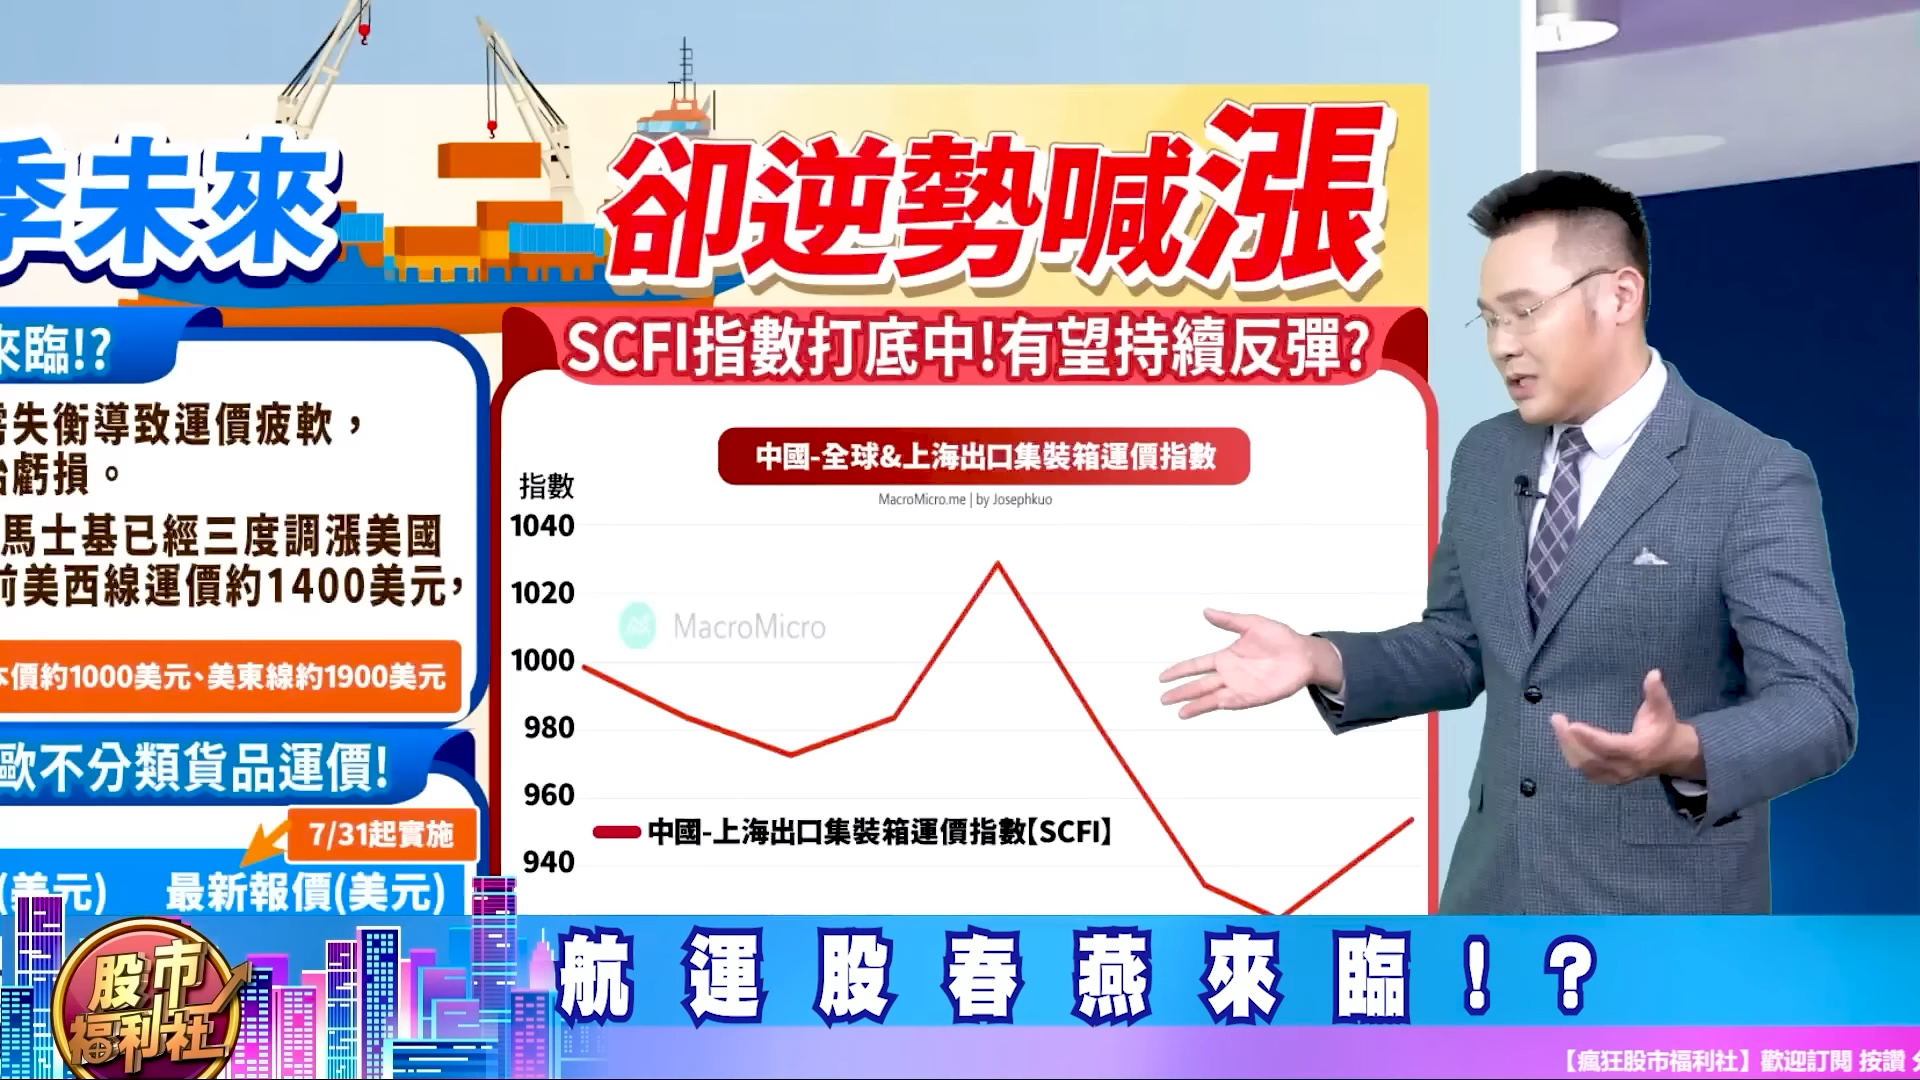 季未來
卻逆勢喊漲
來臨!?
需失衡導致運價疲軟，
虧損。
馬士基已經三度調漲美國
前美西線運價約1400美元，
本價約1000美元、美東線約1900美元
歐不分類貨品運價!
7/31起實施
(美元) 最新報價(美元)
SCFI指數打底中!有望持續反彈?
中國-全球&上海出口集裝箱運價指數
MacroMicro.me | by Josephkuo
指數
1040
1020
1000
980
960
940
MacroMicro
中國-上海出口集裝箱運價指數【SCFI】
股市
福利社
航運股春燕來臨!?
【瘋狂股市福利社】歡迎訂閱 按讚